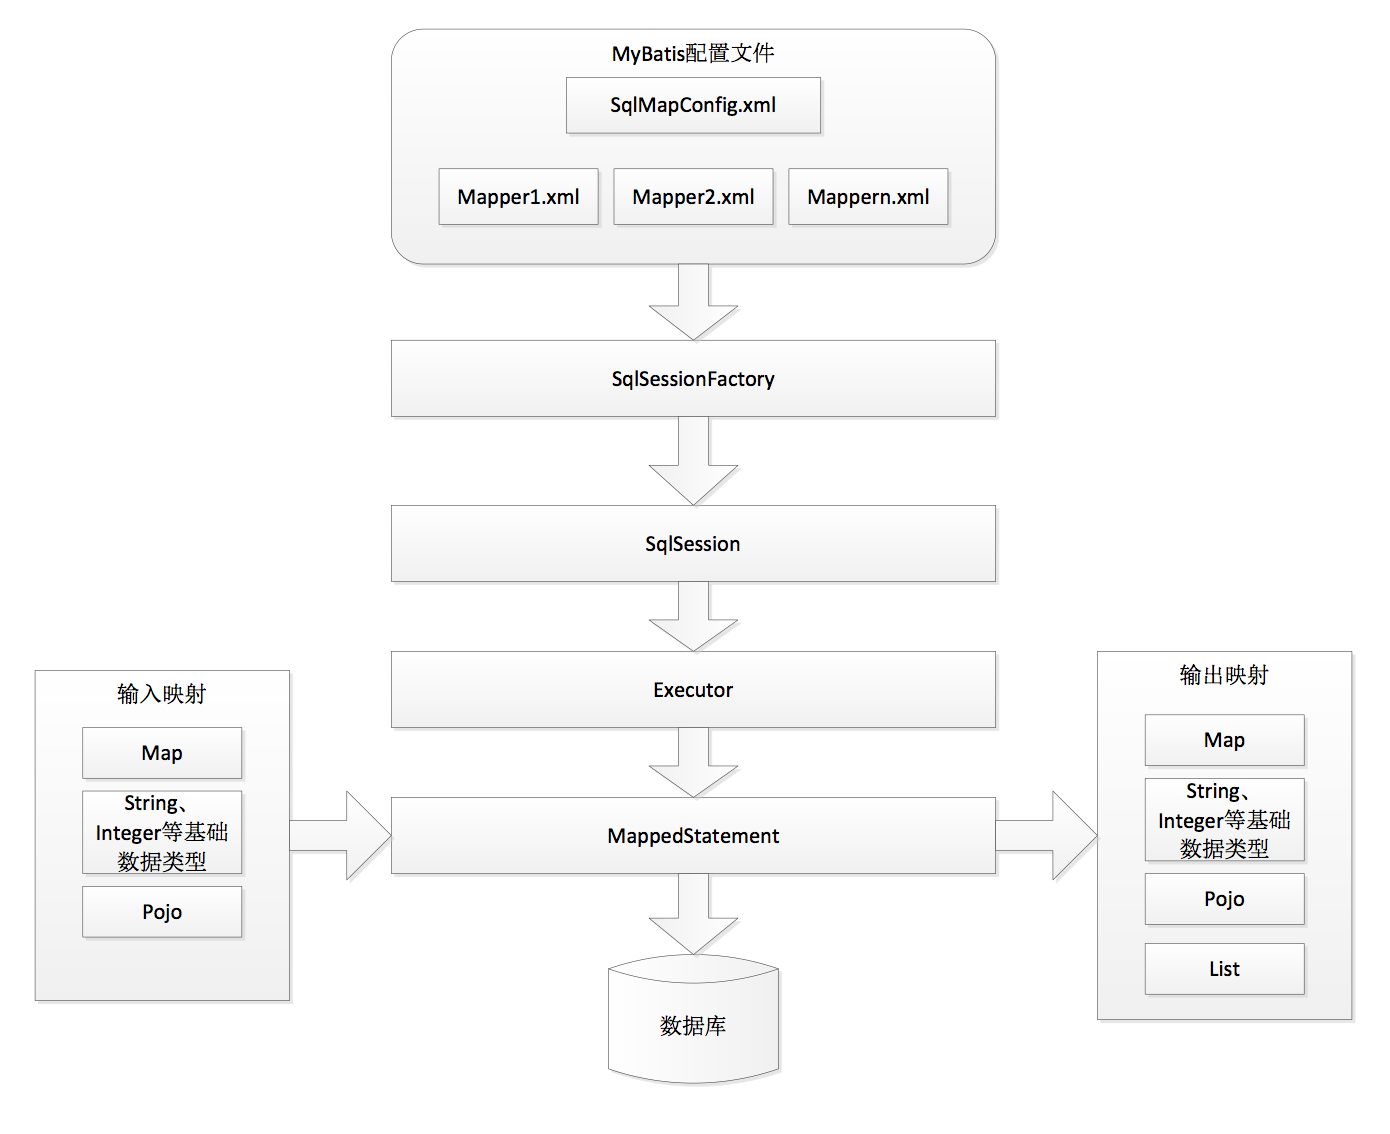 MyBatis配置文件
SqlMapConfig.xml
Mapper1.xml
Mapper2.xml
Mappern.xml
SqlSessionFactory
SqlSession
Executor
输入映射
Map
String、
Integer等基础
数据类型
Pojo
MappedStatement
输出映射
Map
String、
Integer等基础
数据类型
Pojo
List
数据库